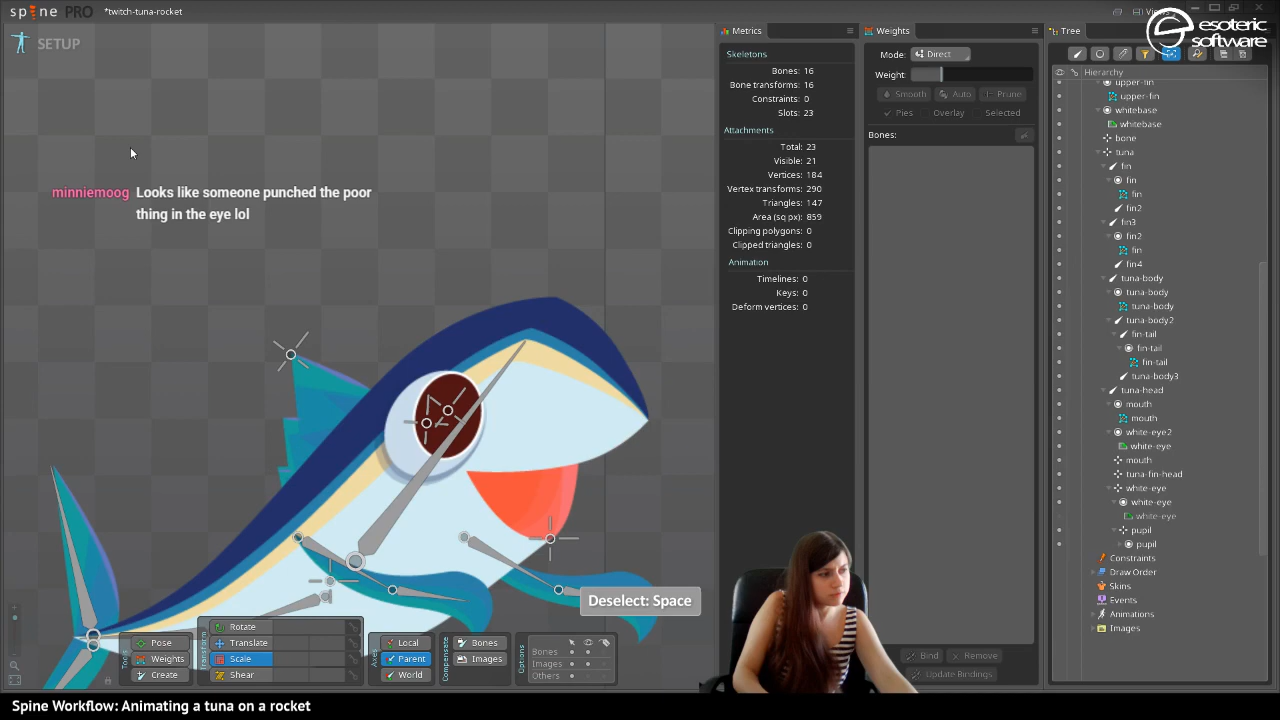 spine PRO
*twitch-tuna-rocket
Views
esoteric
software
SETUP
minniemoog Looks like someone punched the poor
thing in the eye lol
Metrics
Skeletons
Bones: 16
Bone transforms: 16
Constraints: 0
Slots: 23
Attachments
Total: 23
Visible: 21
Vertices: 184
Vertex transforms: 290
Triangles: 147
Area (sq px): 859
Clipping polygons: 0
Clipped triangles: 0
Animation
Timelines: 0
Keys: 0
Deform vertices: 0
Weights
Mode: Direct
Weight:
Smooth Auto Prune
Pies Overlay Selected
Bones:
Bind Remove
Update Bindings
Tree
Hierarchy
upper-fin
upper-fin
whitebase
whitebase
bone
tuna
fin
fin
fin
fin2
fin3
fin2
fin
fin4
tuna-body
tuna-body
tuna-body
tuna-body2
fin-tail
fin-tail
fin-tail
tuna-body3
tuna-head
mouth
mouth
white-eye2
white-eye
mouth
tuna-fin-head
white-eye
white-eye
white-eye
pupil
pupil
Constraints
Draw Order
Skins
Events
Animations
Images
Deselect: Space
Tools
Pose
Weights
Create
Transform
Rotate
Translate
Scale
Shear
Axes
Local
Parent
World
Compensate
Bones
Images
Options
Bones
Images
Others
Spine Workflow: Animating a tuna on a rocket